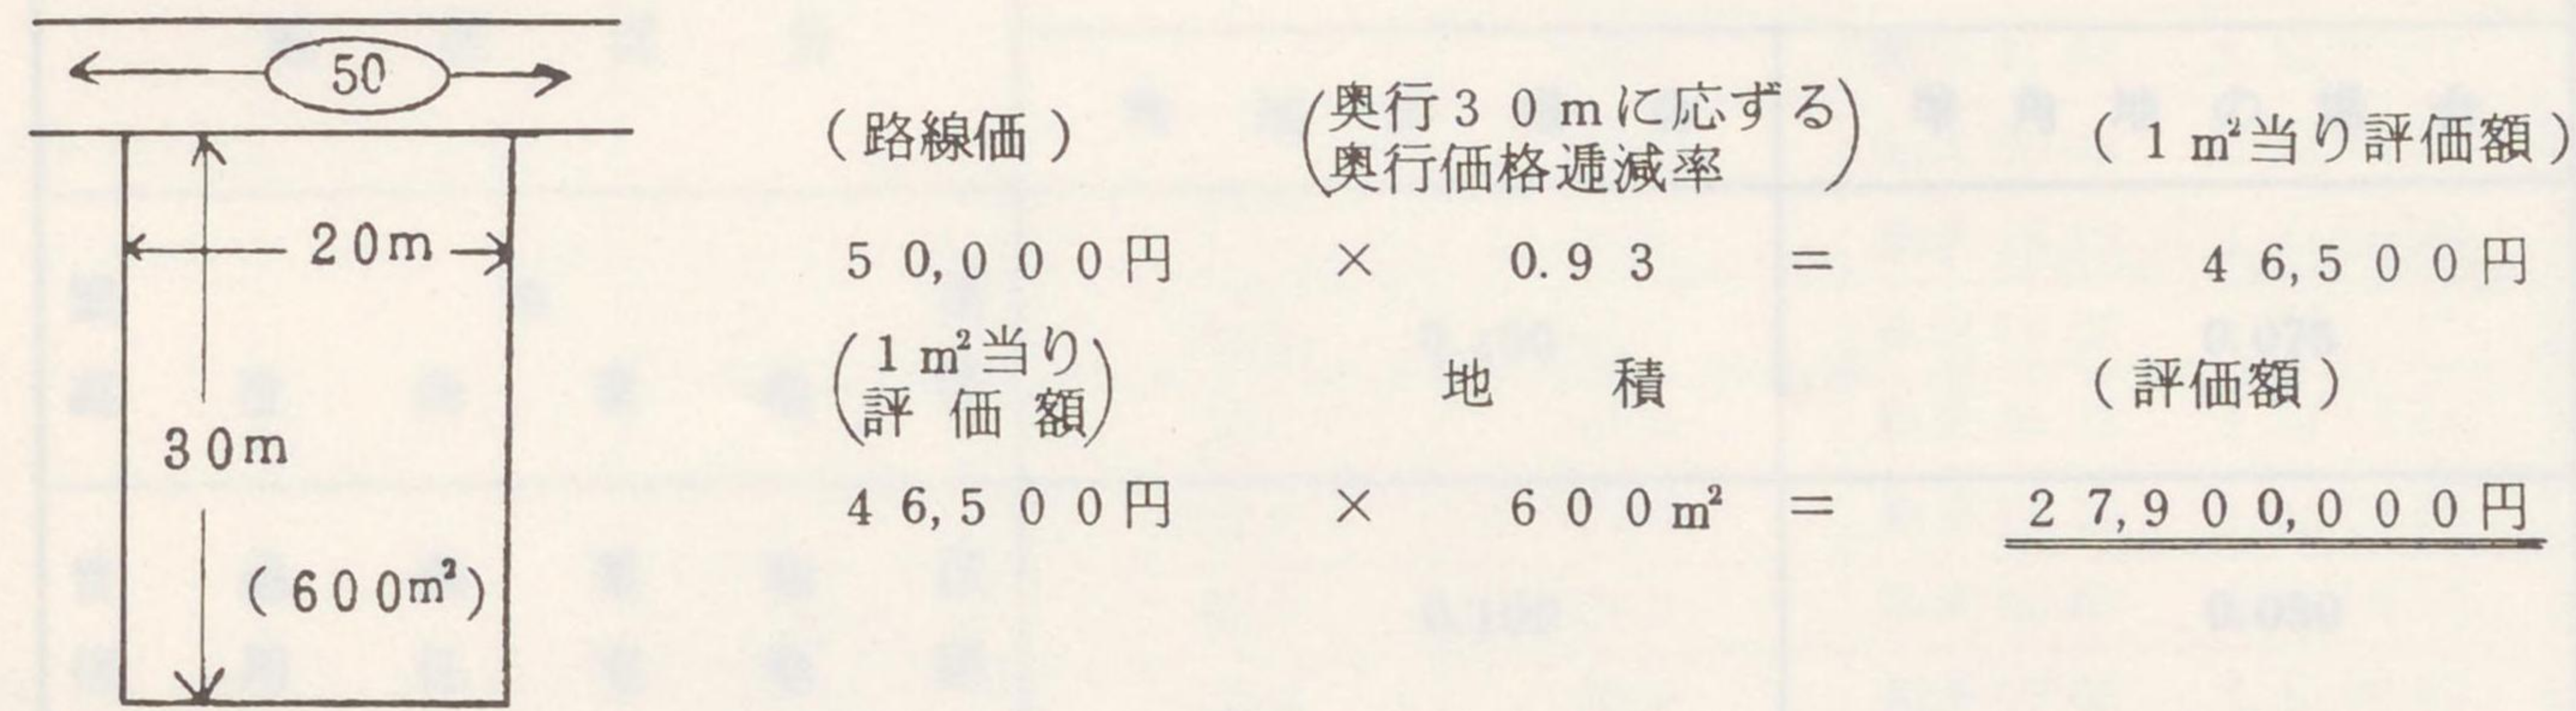 50
20m
30m
(600m²)
(路線価) (奥行30mに応ずる奥行価格逓減率) (1m²当り評価額)
50,000円 × 0.93 = 46,500円
(1m²当り評価額) 地積 (評価額)
46,500円 × 600m² = 27,900,000円